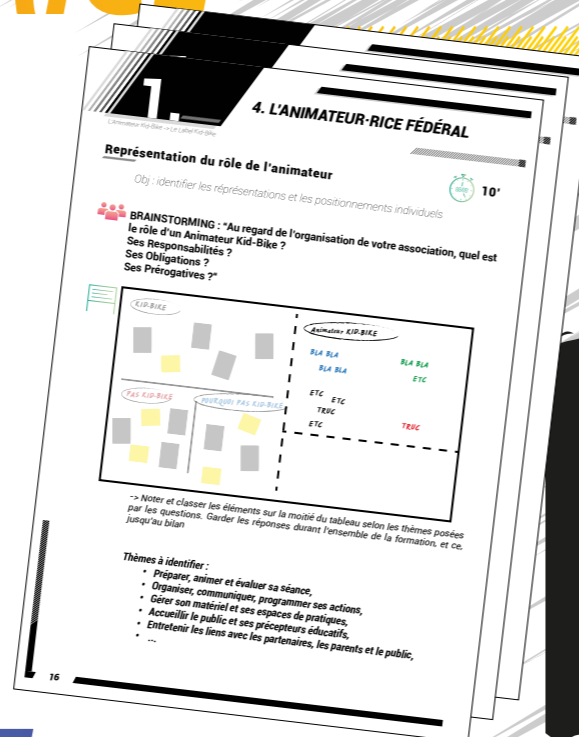 1.
L'Animateur Kid-Bike -> Le Label Kid-Bike
4. L'ANIMATEUR·RICE FÉDÉRAL
Représentation du rôle de l'animateur
Obj : identifier les réprésentations et les positionnements individuels
10'
BRAINSTORMING : "Au regard de l'organisation de votre association, quel est
le rôle d'un Animateur Kid-Bike ?
Ses Responsabilités ?
Ses Obligations ?
Ses Prérogatives ?"
KID-BIKE
PAS KID-BIKE
POURQUOI PAS KID-BIKE
Animateur KID-BIKE
BLA BLA
BLA BLA
BLA BLA
ETC
ETC
ETC
TRUC
ETC
TRUC
-> Noter et classer les éléments sur la moitié du tableau selon les thèmes posées
par les questions. Garder les réponses durant l'ensemble de la formation, et ce,
jusqu'au bilan
Thèmes à identifier :
• Préparer, animer et évaluer sa séance,
• Organiser, communiquer, programmer ses actions,
• Gérer son matériel et ses espaces de pratiques,
• Accueillir le public et ses précepteurs éducatifs,
• Entretenir les liens avec les partenaires, les parents et le public,
• ...
16